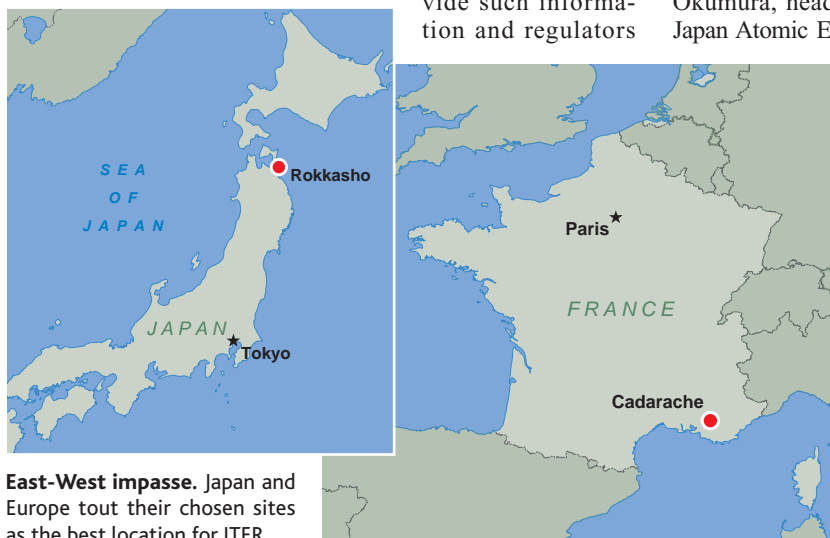 vide such informa-
tion and regulators
Okumura, head
Japan Atomic E
SEA
OF
JAPAN
Rokkasho
JAPAN
Tokyo
Paris
FRANCE
Cadarache
East-West impasse. Japan and
Europe tout their chosen sites
as the best location for ITER.